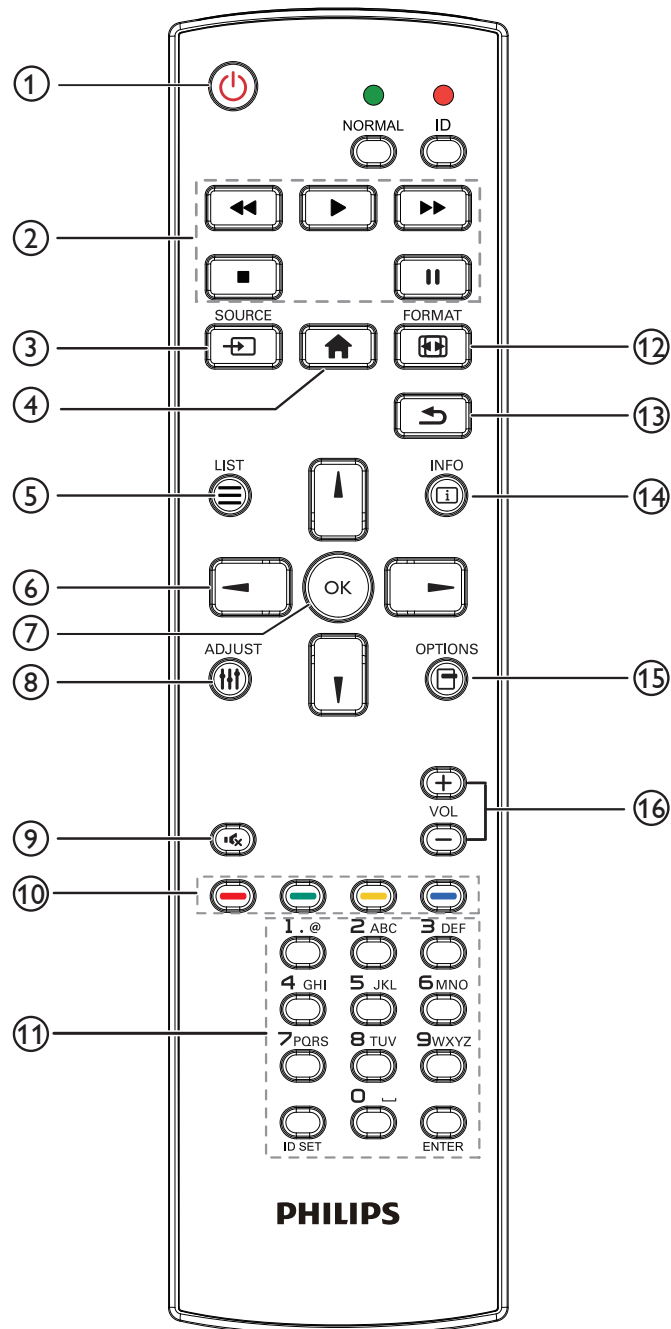 1
NORMAL ID
2
SOURCE FORMAT
3 12
4
13
LIST INFO
5 14
6
OK
7
ADJUST OPTIONS
8 15
+
VOL 16
−
9
10
1 . @ 2 ABC 3 DEF
4 GHI 5 JKL 6 MNO
11
7 PQRS 8 TUV 9 WXYZ
0 ⎵
ID SET ENTER
PHILIPS